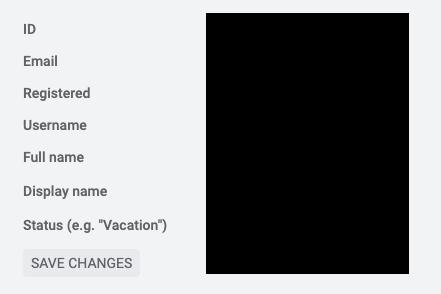 ID
Email
Registered
Username
Full name
Display name
Status (e.g. "Vacation")
SAVE CHANGES